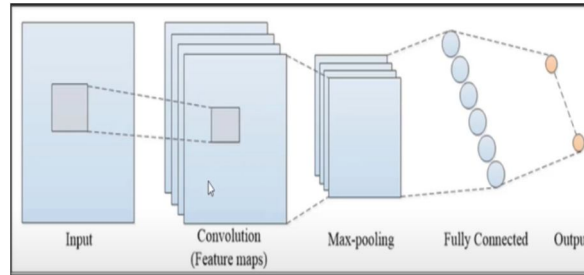 Input
Convolution
(Feature maps)
Max-pooling
Fully Connected
Outpu